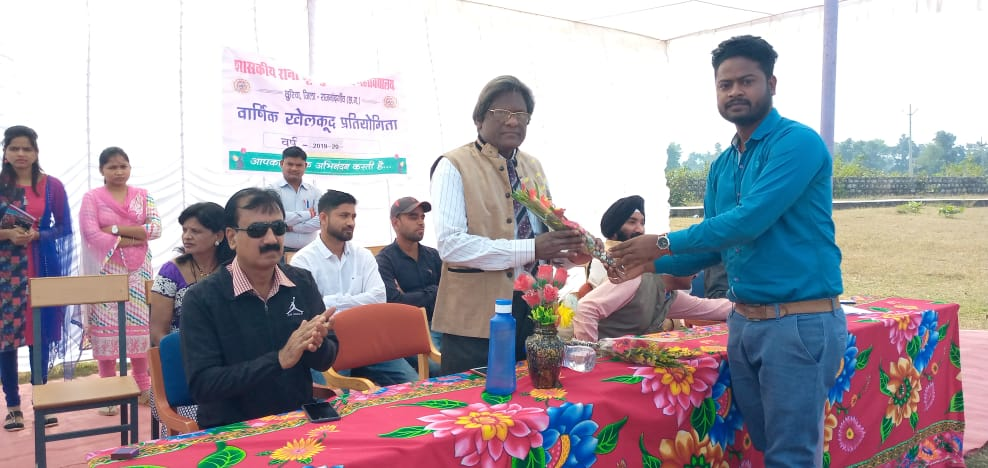 शासकीय रानी
छुरिया, जिला - राजनांदगाँव (छ.ग.)
वार्षिक खेलकूद प्रतियोगिता
वर्ष - 2019-20
आपका अभिनंदन करती है...